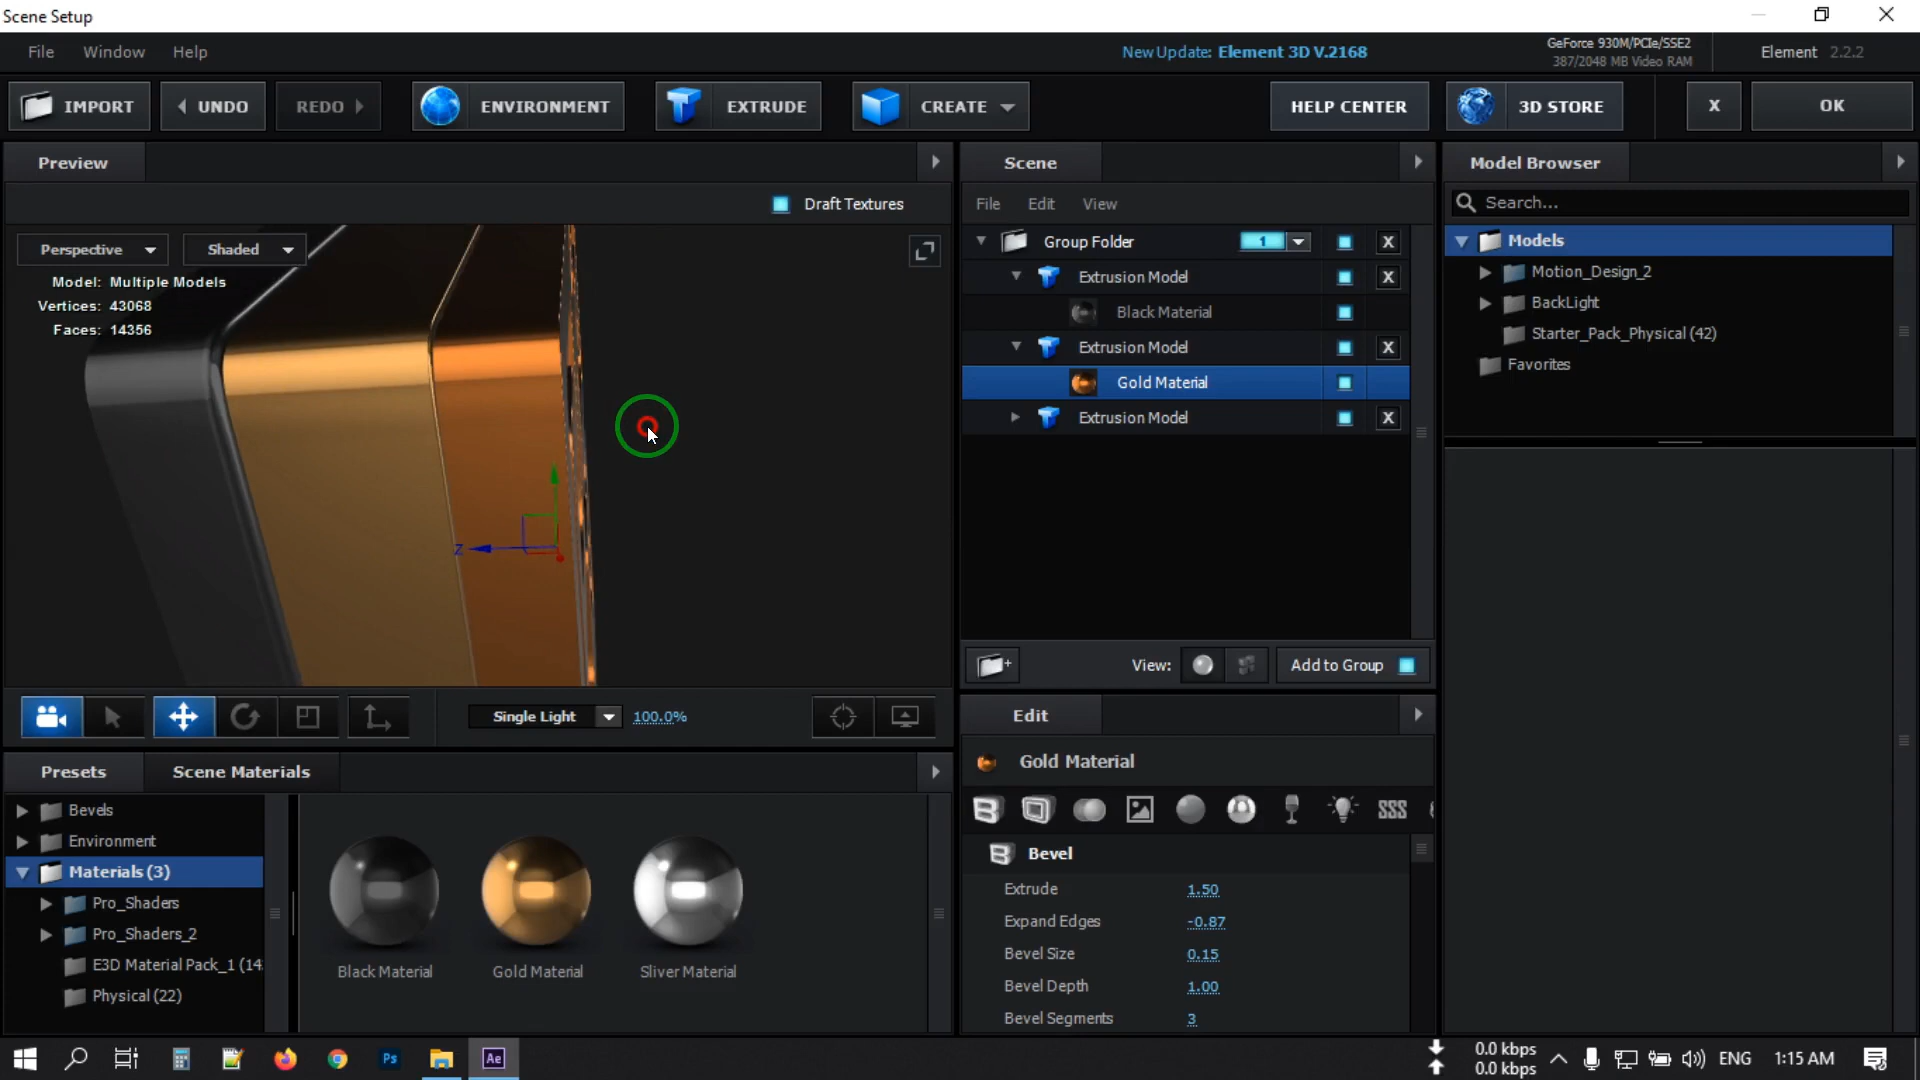 Scene Setup
File Window Help
New Update: Element 3D V.2168
GeForce 930M/PCIe/SSE2
387/2048 MB Video RAM
Element 2.2.2
IMPORT
UNDO
REDO
ENVIRONMENT
EXTRUDE
CREATE
HELP CENTER
3D STORE
X
OK
Preview
Draft Textures
Perspective
Shaded
Model: Multiple Models
Vertices: 43068
Faces: 14356
Z
Single Light
100.0%
Scene
File Edit View
Group Folder 1 X
Extrusion Model X
Black Material
Extrusion Model X
Gold Material
Extrusion Model X
View:
Add to Group
Model Browser
Search...
Models
Motion_Design_2
BackLight
Starter_Pack_Physical (42)
Favorites
Presets
Scene Materials
Bevels
Environment
Materials (3)
Pro_Shaders
Pro_Shaders_2
E3D Material Pack_1 (14
Physical (22)
Black Material
Gold Material
Sliver Material
Edit
Gold Material
Bevel
Extrude 1.50
Expand Edges -0.87
Bevel Size 0.15
Bevel Depth 1.00
Bevel Segments 3
Ps
Ae
0.0 kbps
0.0 kbps
ENG
1:15 AM